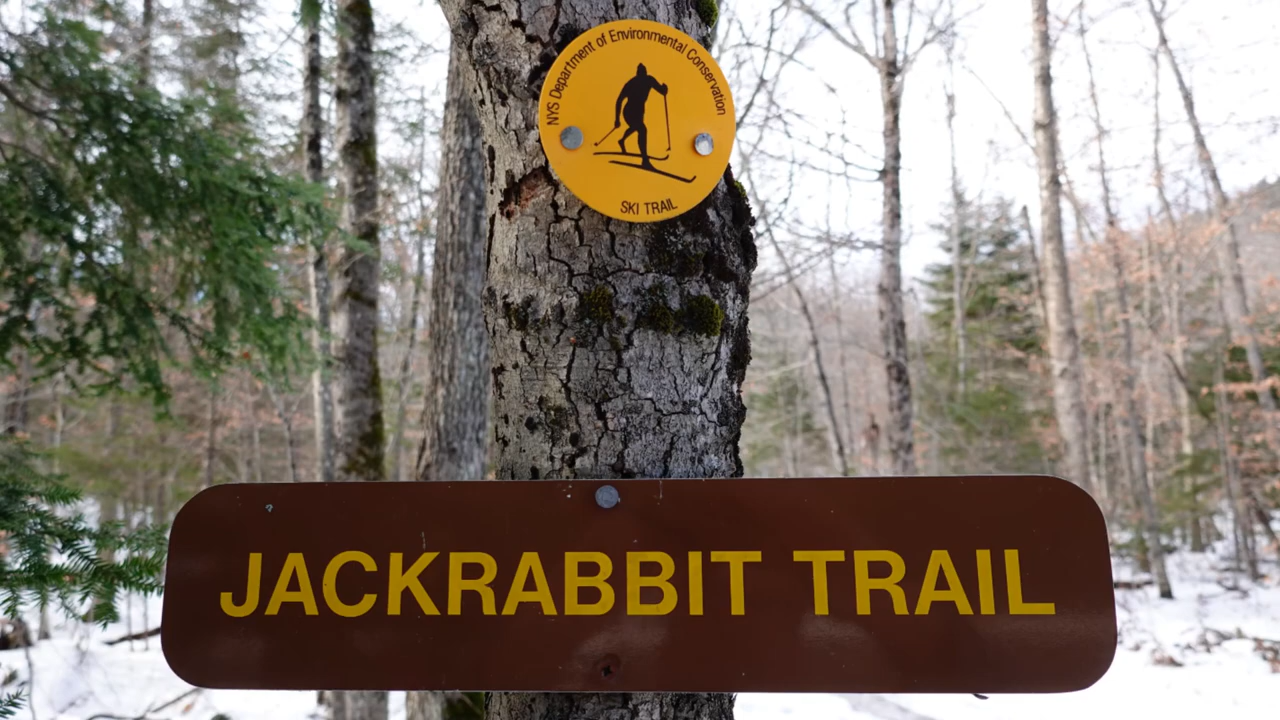 NYS Department of Environmental Conservation
SKI TRAIL
JACKRABBIT TRAIL